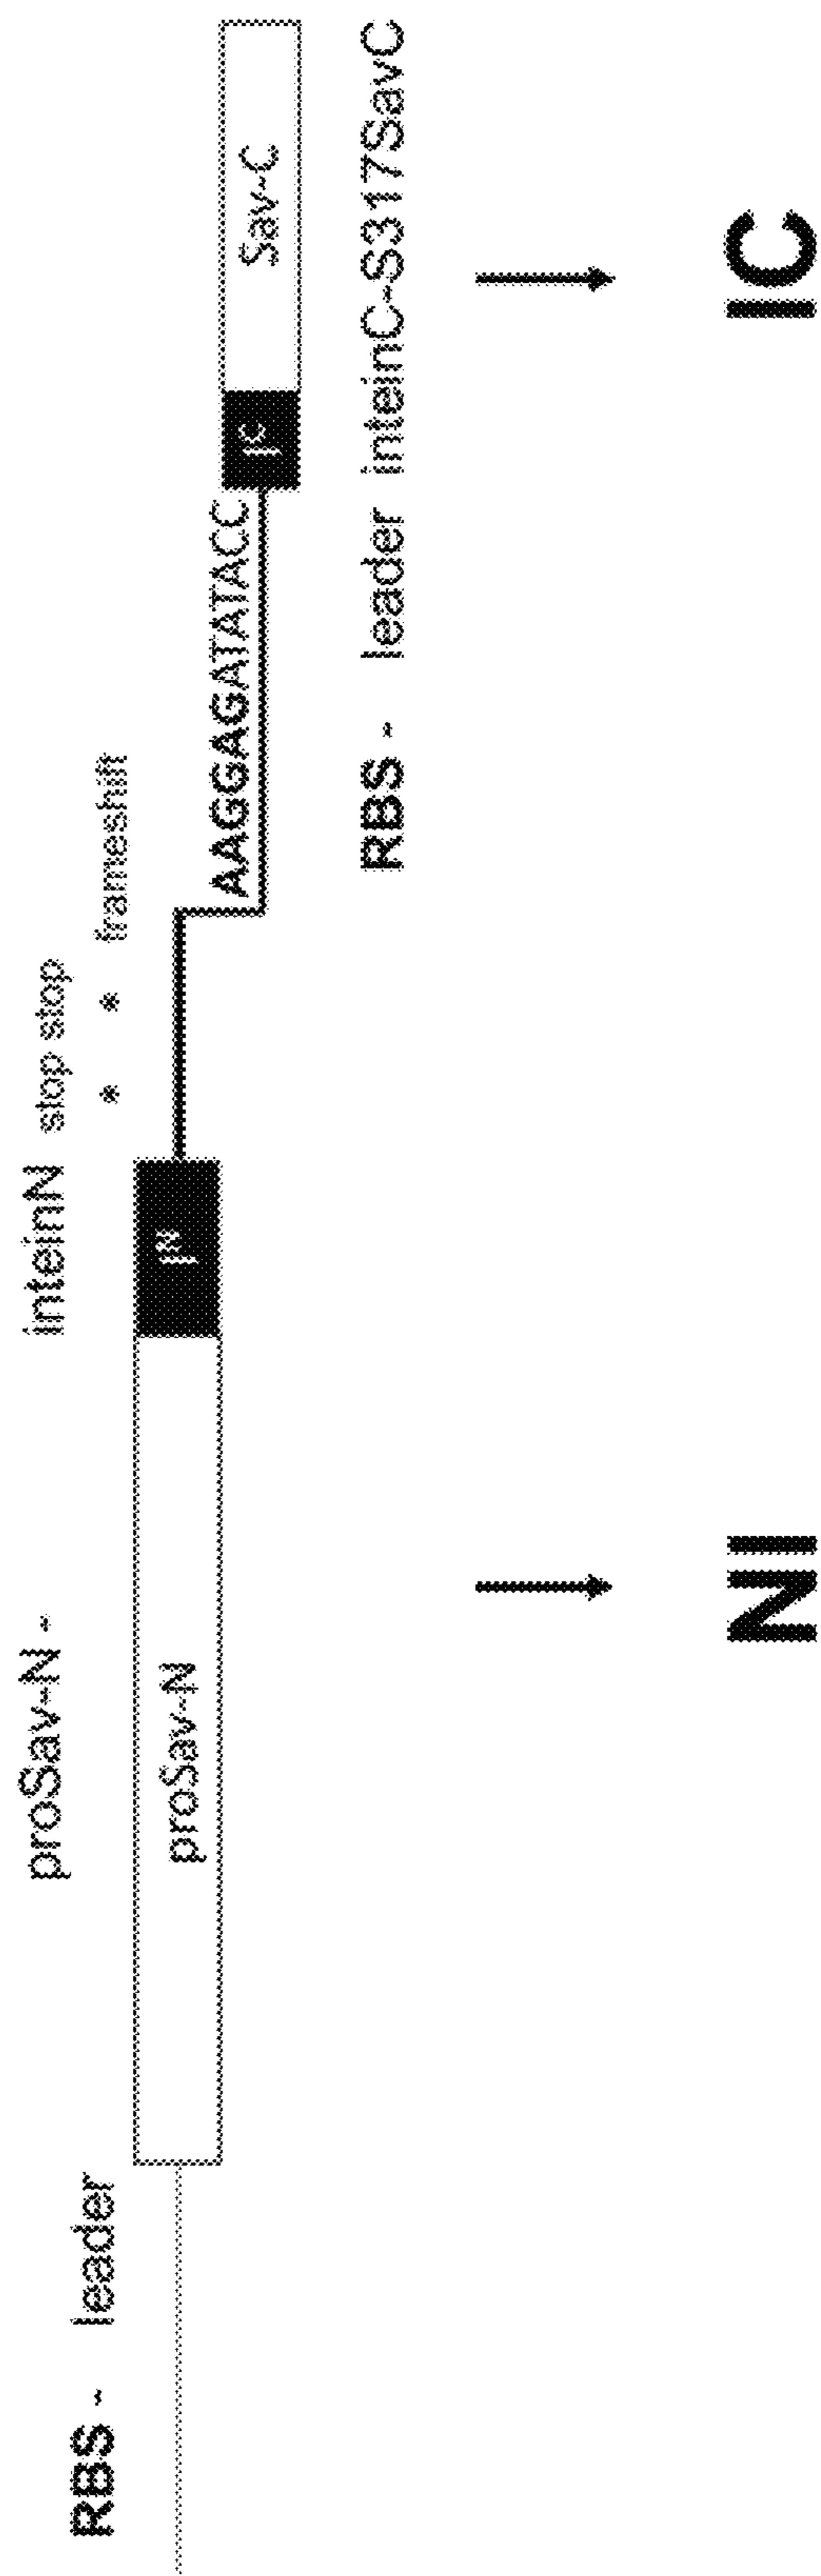 proSav-N - inteinN stop stop
RBS - leader * * frameshift
proSav-N IN
AAGGAGATATACC
IC Sav-C
RBS - leader inteinC-S317SavC
NI IC